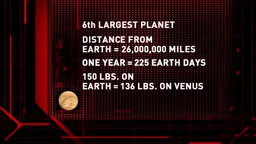 6th LARGEST PLANET
DISTANCE FROM
EARTH = 26,000,000 MILES
ONE YEAR = 225 EARTH DAYS
150 LBS. ON
EARTH = 136 LBS. ON VENUS